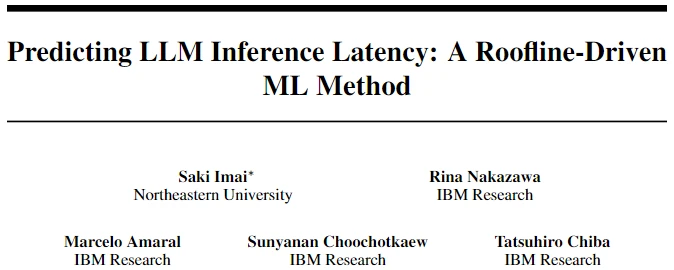 Predicting LLM Inference Latency: A Roofline-Driven
ML Method
Saki Imai* Rina Nakazawa
Northeastern University IBM Research
Marcelo Amaral Sunyanan Choochotkaew Tatsuhiro Chiba
IBM Research IBM Research IBM Research